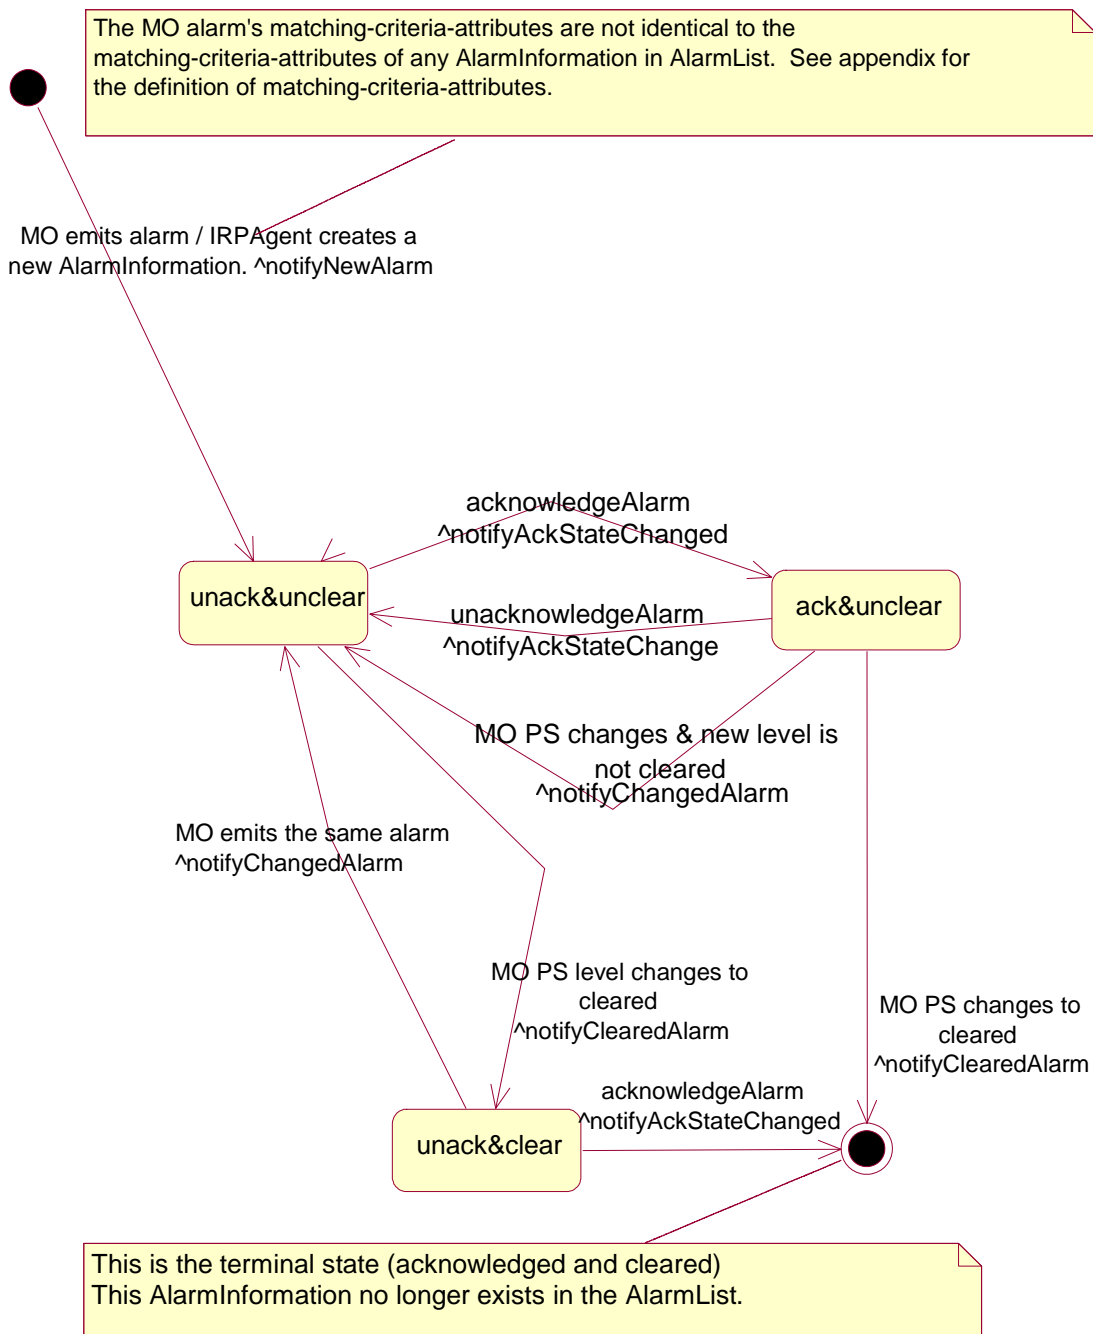 The MO alarm's matching-criteria-attributes are not identical to the
matching-criteria-attributes of any AlarmInformation in AlarmList.  See appendix for
the definition of matching-criteria-attributes.
MO emits alarm / IRPAgent creates a
new AlarmInformation. ^notifyNewAlarm
acknowledgeAlarm
^notifyAckStateChanged
unack&unclear
ack&unclear
unacknowledgeAlarm
^notifyAckStateChange
MO PS changes & new level is
not cleared
^notifyChangedAlarm
MO emits the same alarm
^notifyChangedAlarm
MO PS level changes to
cleared
^notifyClearedAlarm
MO PS changes to
cleared
^notifyClearedAlarm
acknowledgeAlarm
^notifyAckStateChanged
unack&clear
This is the terminal state (acknowledged and cleared)
This AlarmInformation no longer exists in the AlarmList.